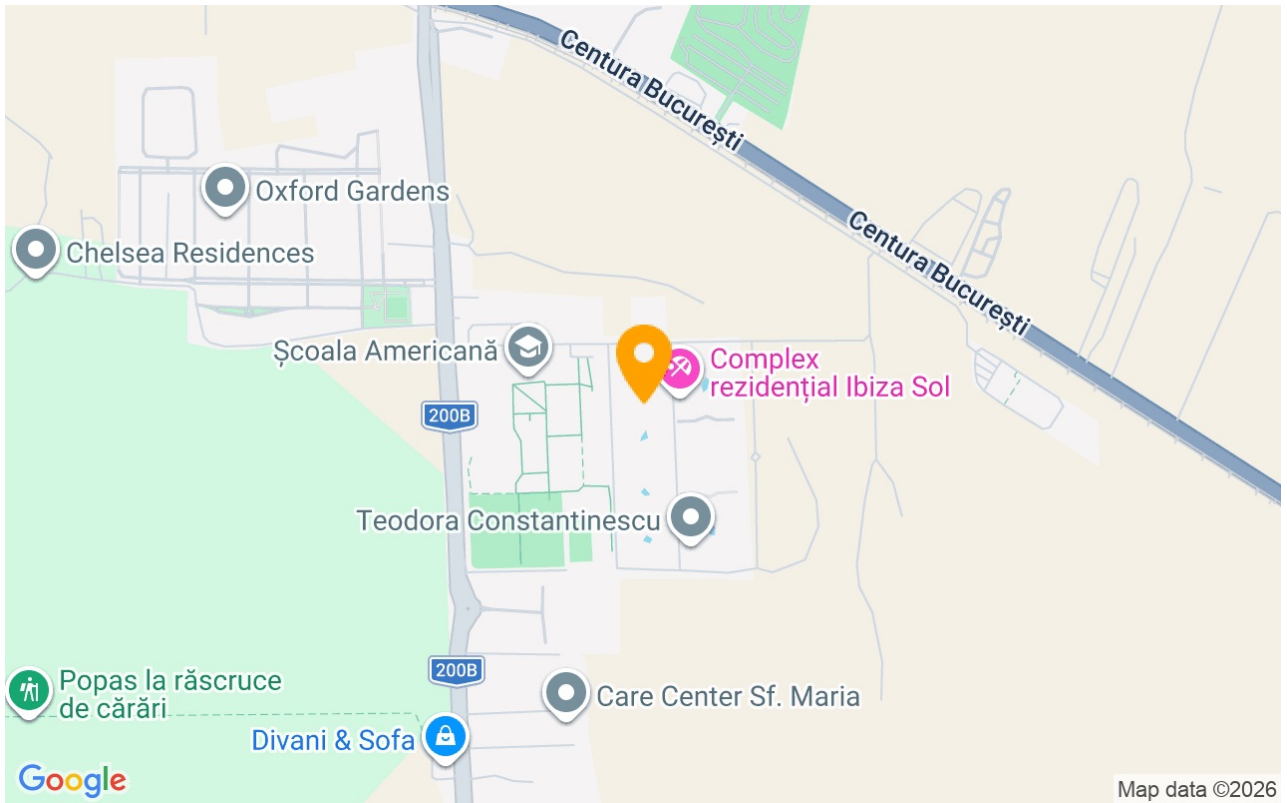 Centura București
Oxford Gardens
Centura București
Chelsea Residences
Școala Americană
Complex
rezidențial Ibiza Sol
200B
Teodora Constantinescu
200B
Popas la răscruce
de cărări
Care Center Sf. Maria
Divani & Sofa
Google
Map data ©2026